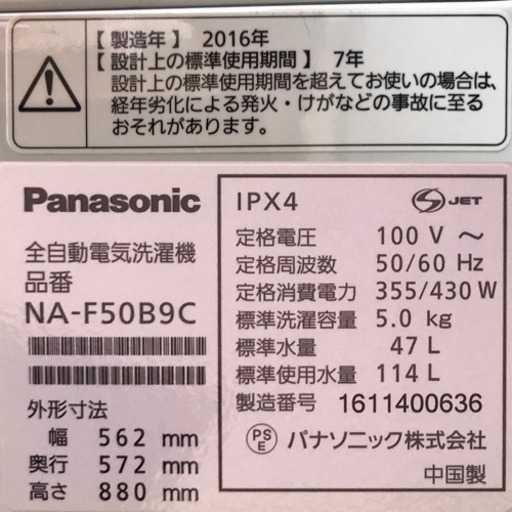 【 製造年 】 2016年
【 設計上の標準使用期間 】 7年
設計上の標準使用期間を超えてお使いの場合は、
経年劣化による発火・けがなどの事故に至る
おそれがあります。
Panasonic
全自動電気洗濯機
品番
NA-F50B9C
外形寸法
幅 562 mm
奥行 572 mm
高さ 880 mm
IPX4
S JET
定格電圧 100 V ～
定格周波数 50/60 Hz
定格消費電力 355/430 W
標準洗濯容量 5.0 kg
標準水量 47 L
標準使用水量 114 L
製造番号 1611400636
PS E パナソニック株式会社
中国製